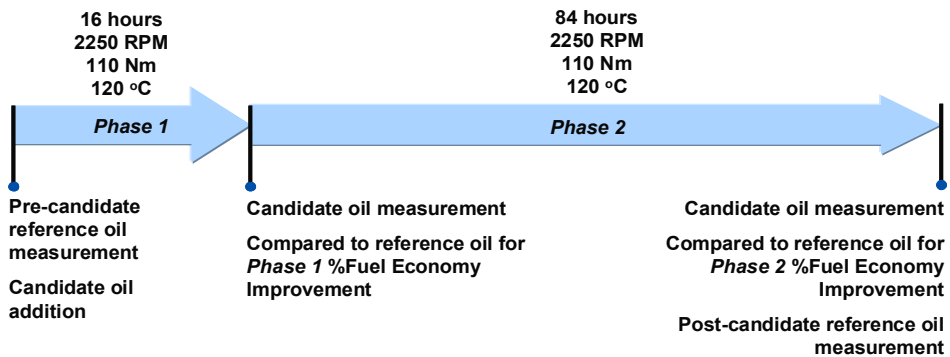 16 hours
2250 RPM
110 Nm
120 ºC
Phase 1
84 hours
2250 RPM
110 Nm
120 ºC
Phase 2
Pre-candidate
reference oil
measurement
Candidate oil
addition
Candidate oil measurement
Compared to reference oil for
Phase 1 %Fuel Economy
Improvement
Candidate oil measurement
Compared to reference oil for
Phase 2 %Fuel Economy
Improvement
Post-candidate reference oil
measurement